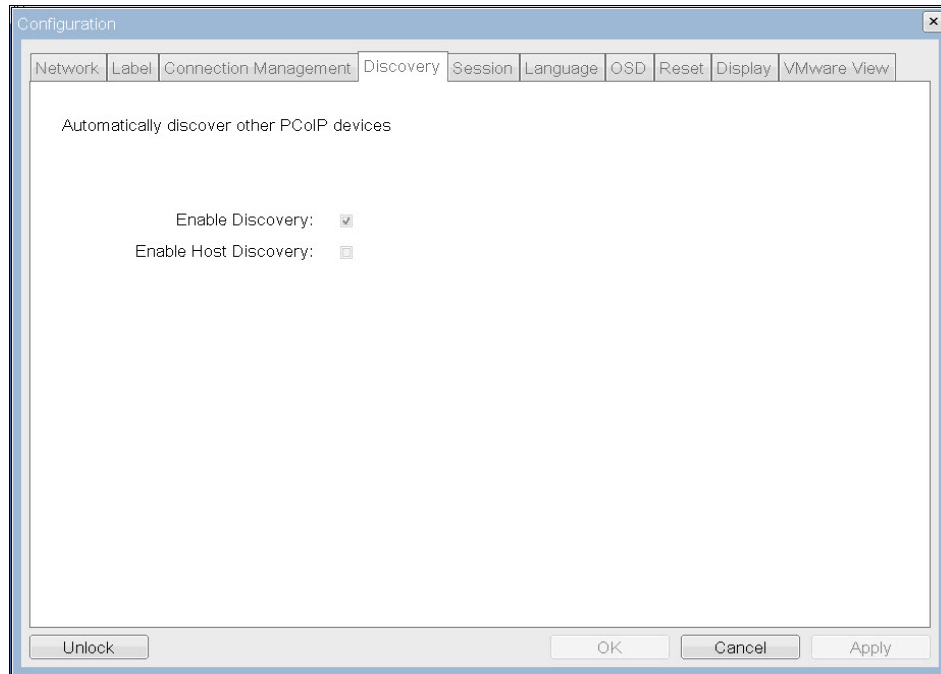 Configuration
Network Label Connection Management Discovery Session Language OSD Reset Display VMware View
Automatically discover other PCoIP devices
Enable Discovery:
Enable Host Discovery:
Unlock OK Cancel Apply